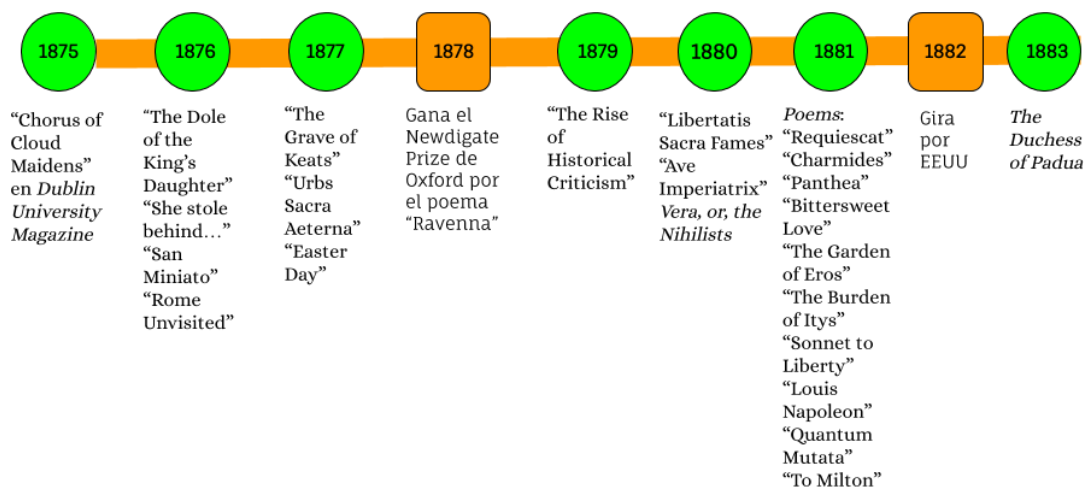 1875
1876
1877
1878
1879
1880
1881
1882
1883
“Chorus of
Cloud
Maidens”
en Dublin
University
Magazine
“The Dole
of the
King’s
Daughter”
“She stole
behind…”
“San
Miniato”
“Rome
Unvisited”
“The
Grave of
Keats”
“Urbs
Sacra
Aeterna”
“Easter
Day”
Gana el
Newdigate
Prize de
Oxford por
el poema
“Ravenna”
“The Rise
of
Historical
Criticism”
“Libertatis
Sacra Fames”
“Ave
Imperiatrix”
Vera, or, the
Nihilists
Poems:
“Requiescat”
“Charmides”
“Panthea”
“Bittersweet
Love”
“The Garden
of Eros”
“The Burden
of Itys”
“Sonnet to
Liberty”
“Louis
Napoleon”
“Quantum
Mutata”
“To Milton”
Gira
por
EEUU
The
Duchess
of Padua